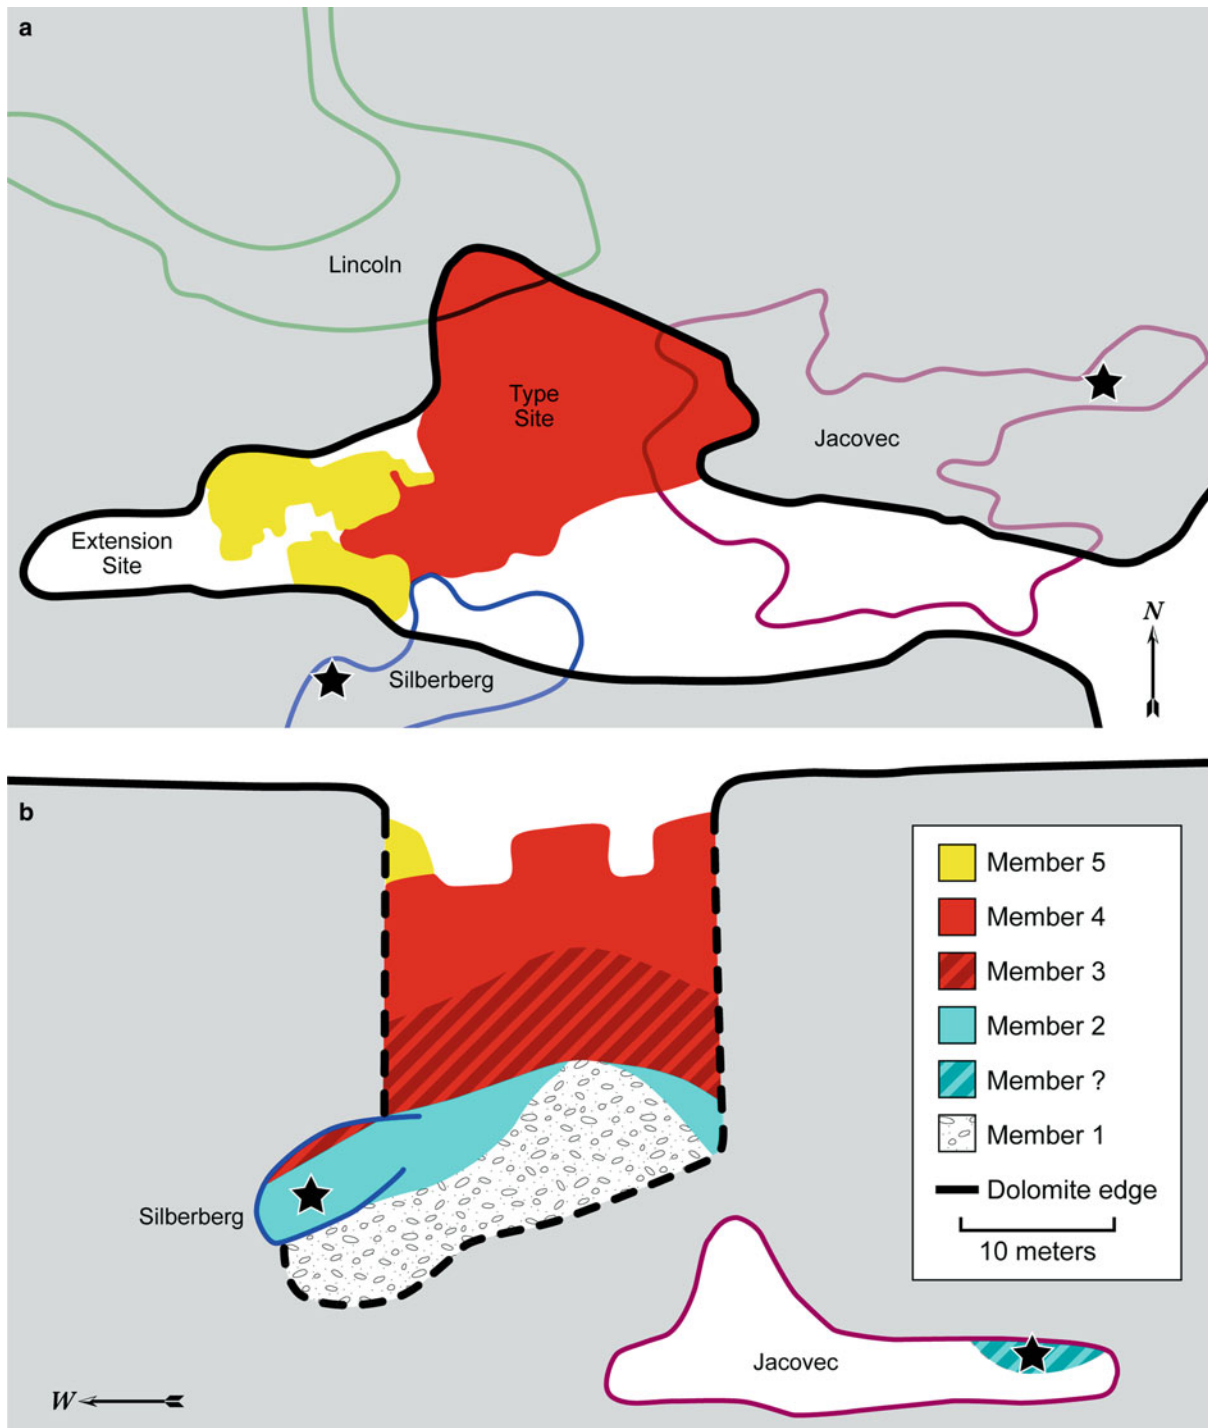 a
Lincoln
Type
Site
Jacovec
Extension
Site
Silberberg
N
b
Member 5
Member 4
Member 3
Member 2
Member ?
Member 1
Dolomite edge
10 meters
Silberberg
Jacovec
W